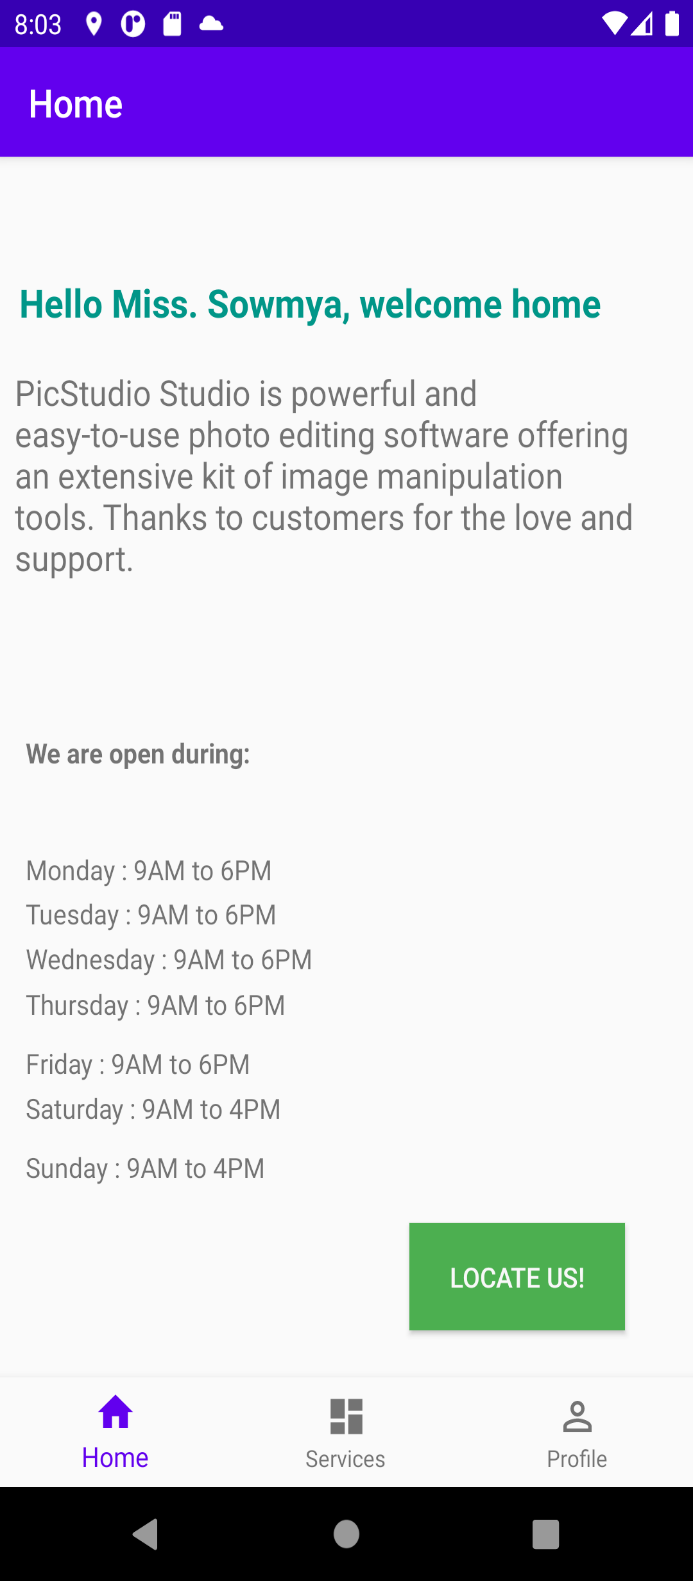 8:03
Home
Hello Miss. Sowmya, welcome home
PicStudio Studio is powerful and
easy-to-use photo editing software offering
an extensive kit of image manipulation
tools. Thanks to customers for the love and
support.
We are open during:
Monday : 9AM to 6PM
Tuesday : 9AM to 6PM
Wednesday : 9AM to 6PM
Thursday : 9AM to 6PM
Friday : 9AM to 6PM
Saturday : 9AM to 4PM
Sunday : 9AM to 4PM
LOCATE US!
Home
Services
Profile